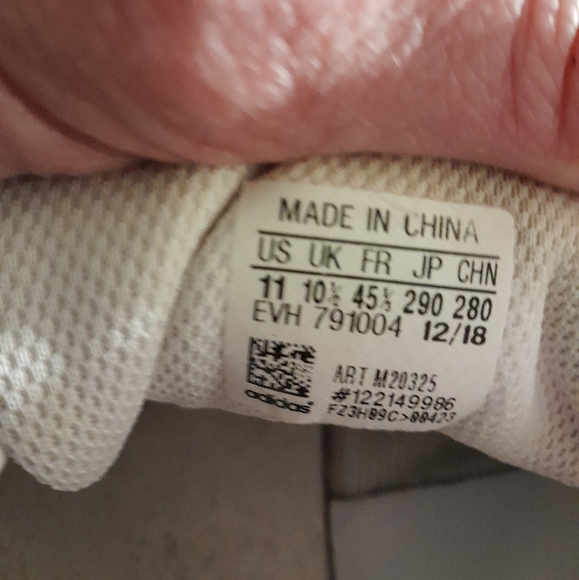 MADE IN CHINA
US UK FR JP CHN
11 10½ 45⅓ 290 280
EVH 791004 12/18
ART M20325
#122149986
adidas